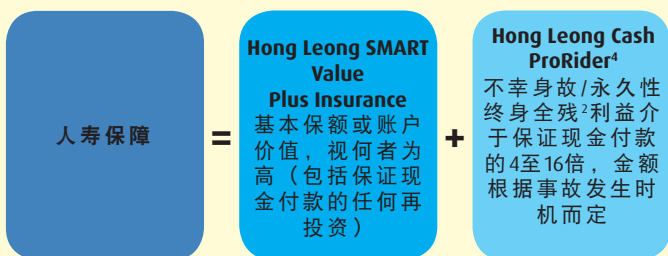 人寿保障
=
Hong Leong SMART
Value
Plus Insurance
基本保额或账户
价值，视何者为
高（包括保证现
金付款的任何再
投资）
+
Hong Leong Cash
ProRider⁴
不幸身故/永久性
终身全残²利益介
于保证现金付款
的4至16倍，金额
根据事故发生时
机而定